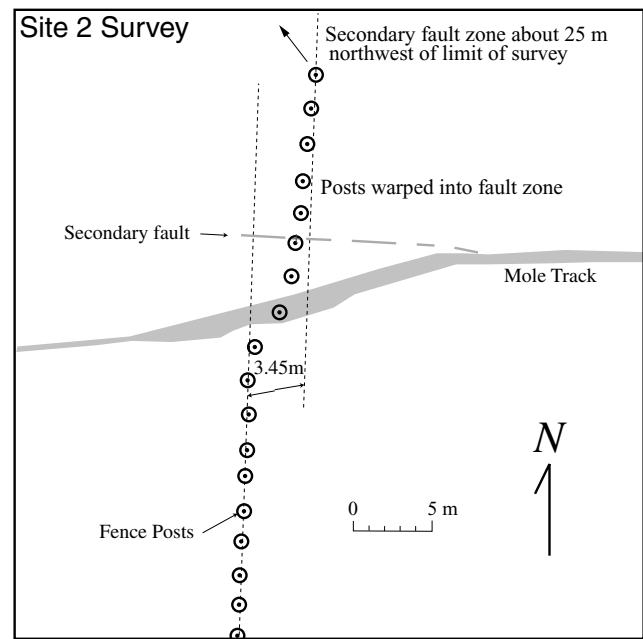 Site 2 Survey
Secondary fault zone about 25 m
northwest of limit of survey
Posts warped into fault zone
Secondary fault
Mole Track
3.45m
N
0 5 m
Fence Posts